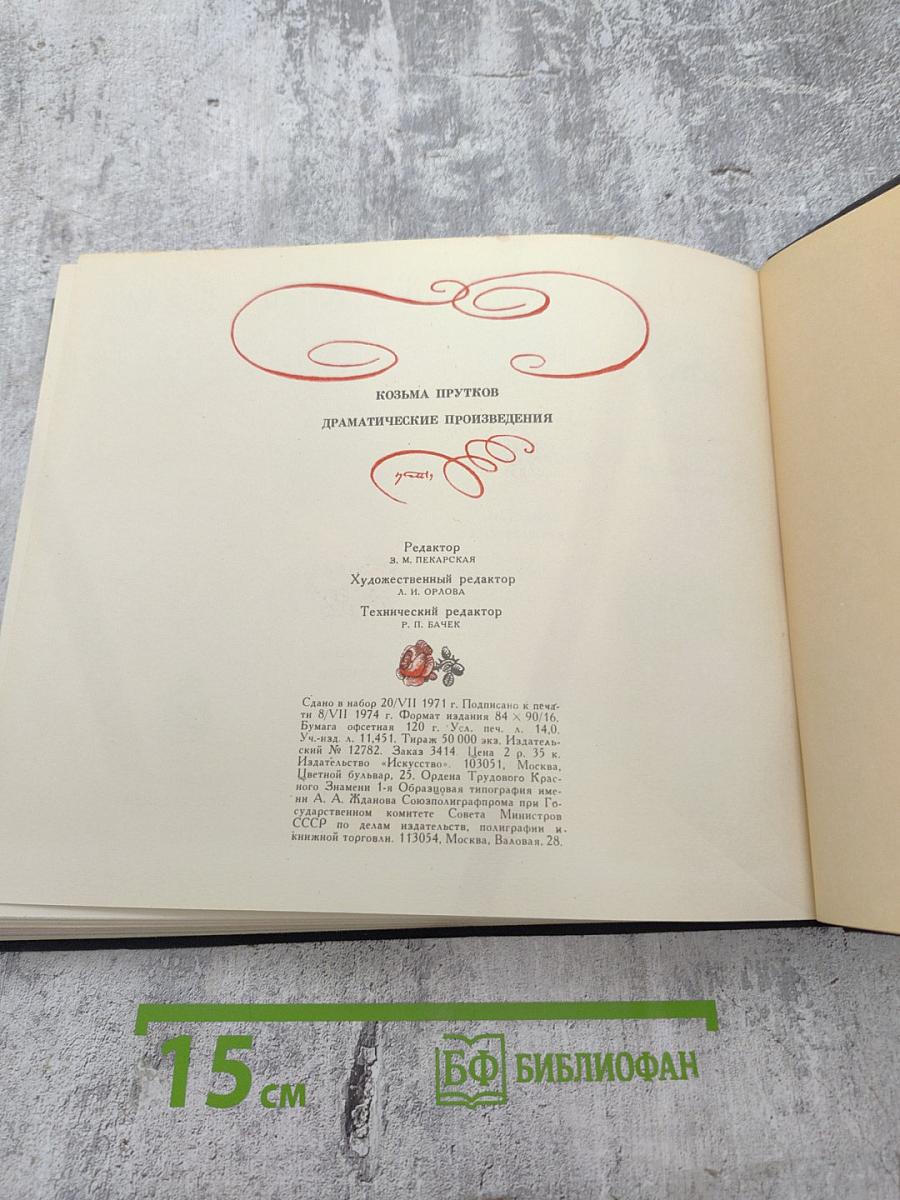 КОЗЬМА ПРУТКОВ
ДРАМАТИЧЕСКИЕ ПРОИЗВЕДЕНИЯ
Редактор
З. М. ПЕКАРСКАЯ
Художественный редактор
Л. И. ОРЛОВА
Технический редактор
Р. П. БАЧЕК
Сдано в набор 20/VII 1971 г. Подписано к печа-
ти 8/VII 1974 г. Формат издания 84 × 90/16.
Бумага офсетная 120 г. Усл. печ. л. 14,0.
Уч.-изд. л. 11,451. Тираж 50 000 экз. Издатель-
ский № 12782. Заказ 3414. Цена 2 р. 35 к.
Издательство «Искусство». 103051, Москва,
Цветной бульвар, 25. Ордена Трудового Крас-
ного Знамени 1-я Образцовая типография име-
ни А. А. Жданова Союзполиграфпрома при Го-
сударственном комитете Совета Министров
СССР по делам издательств, полиграфии и
книжной торговли. 113054, Москва, Валовая, 28.
15 см
БФ БИБЛИОФАН